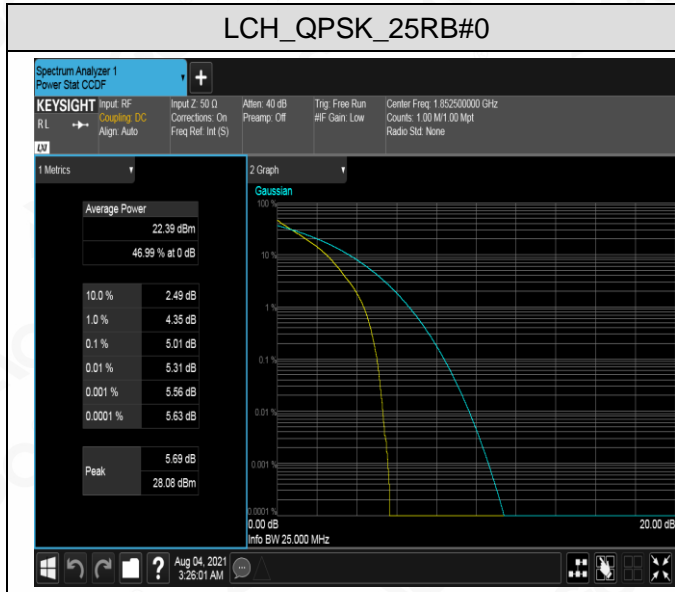 LCH_QPSK_25RB#0
Spectrum Analyzer 1
Power Stat CCDF
+
KEYSIGHT
RL
Input: RF
Coupling: DC
Align: Auto
Input Z: 50 Ω
Corrections: On
Freq Ref: Int (S)
Atten: 40 dB
Preamp: Off
Trig: Free Run
#IF Gain: Low
Center Freq: 1.852500000 GHz
Counts: 1.00 M/1.00 Mpt
Radio Std: None
LXI
1 Metrics
Average Power
22.39 dBm
46.99 % at 0 dB
10.0 % 2.49 dB
1.0 % 4.35 dB
0.1 % 5.01 dB
0.01 % 5.31 dB
0.001 % 5.56 dB
0.0001 % 5.63 dB
Peak 5.69 dB
28.08 dBm
2 Graph
Gaussian
100 %
10 %
1 %
0.1 %
0.01 %
0.001 %
0.0001 %
0.00 dB 20.00 dB
Info BW 25.000 MHz
?
Aug 04, 2021
3:26:01 AM